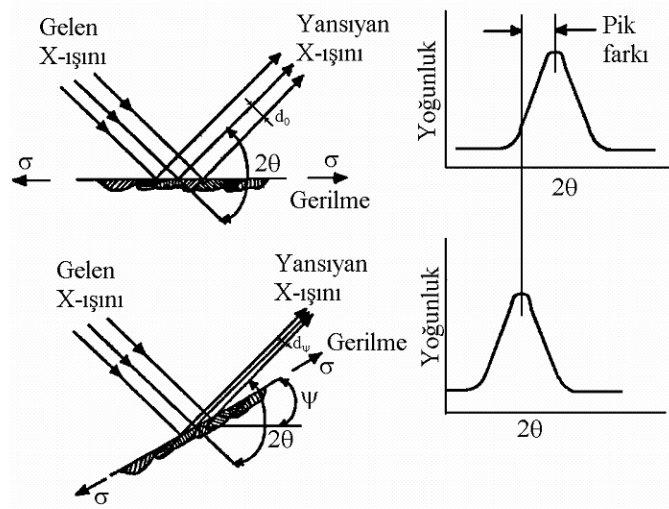 Gelen
X-ışını
Yansıyan
X-ışını
d₀
2θ
σ
σ
Gerilme
Yoğunluk
Pik
farkı
2θ
Gelen
X-ışını
Yansıyan
X-ışını
dψ
Gerilme
σ
ψ
2θ
σ
Yoğunluk
2θ